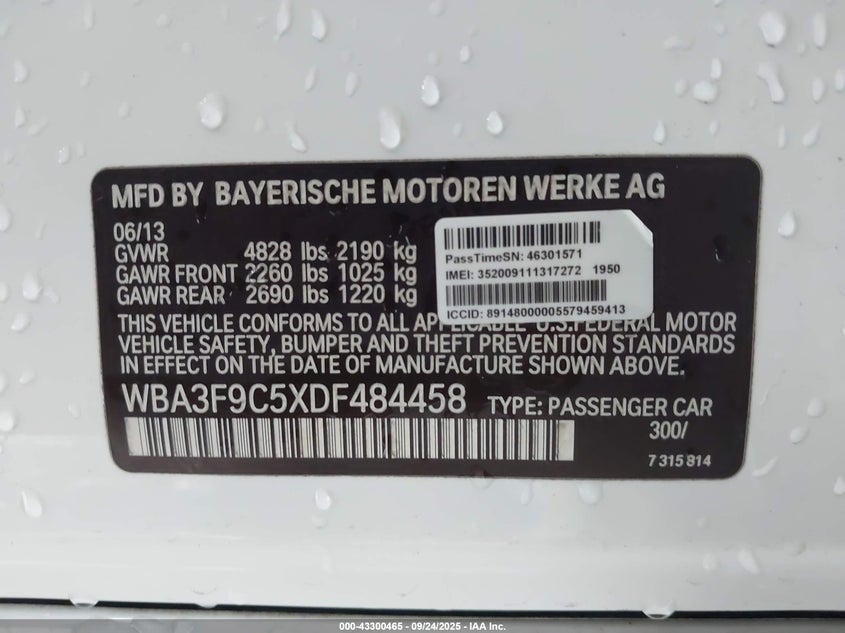 MFD BY BAYERISCHE MOTOREN WERKE AG
06/13
GVWR 4828 lbs 2190 kg
GAWR FRONT 2260 lbs 1025 kg
GAWR REAR 2690 lbs 1220 kg
PassTimeSN: 46301571
IMEI: 352009111317272 1950
ICCID: 89148000005579459413
THIS VEHICLE CONFORMS TO ALL APPLICABLE U.S. FEDERAL MOTOR
VEHICLE SAFETY, BUMPER AND THEFT PREVENTION STANDARDS
IN EFFECT ON THE DATE OF MANUFACTURE SHOWN ABOVE.
WBA3F9C5XDF484458 TYPE: PASSENGER CAR
300/
7 315 814
000-43300465 - 09/24/2025 - IAA Inc.